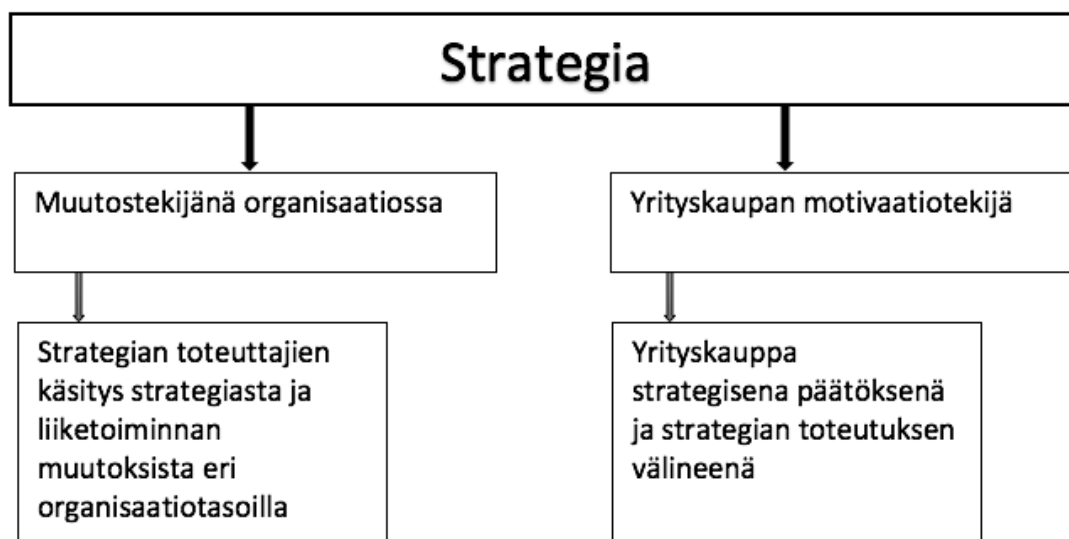 Strategia
Muutostekijänä organisaatiossa
Yrityskaupan motivaatiotekijä
Strategian toteuttajien
käsitys strategiasta ja
liiketoiminnan
muutoksista eri
organisaatiotasoilla
Yrityskauppa
strategisena päätöksenä
ja strategian toteutuksen
välineenä